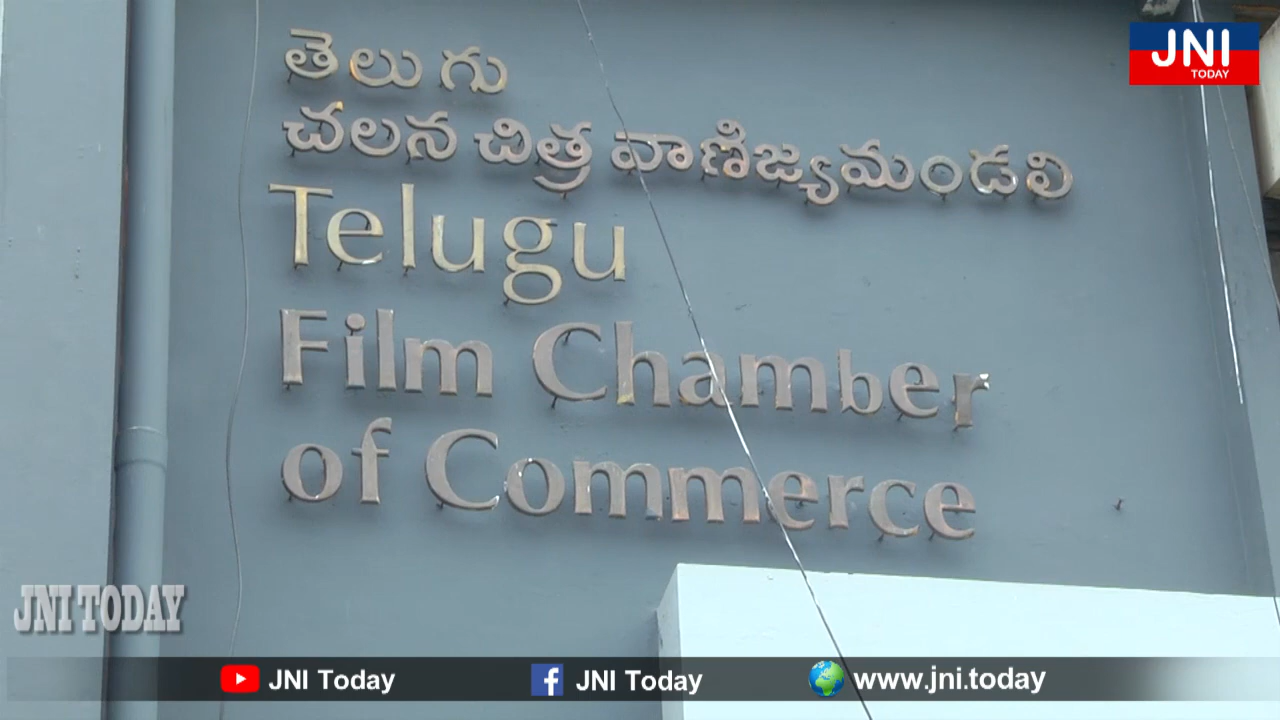 JNI
TODAY
తెలుగు
చలన చిత్ర వాణిజ్యమండలి
Telugu
Film Chamber
of Commerce
JNI TODAY
JNI Today
JNI Today
www.jni.today